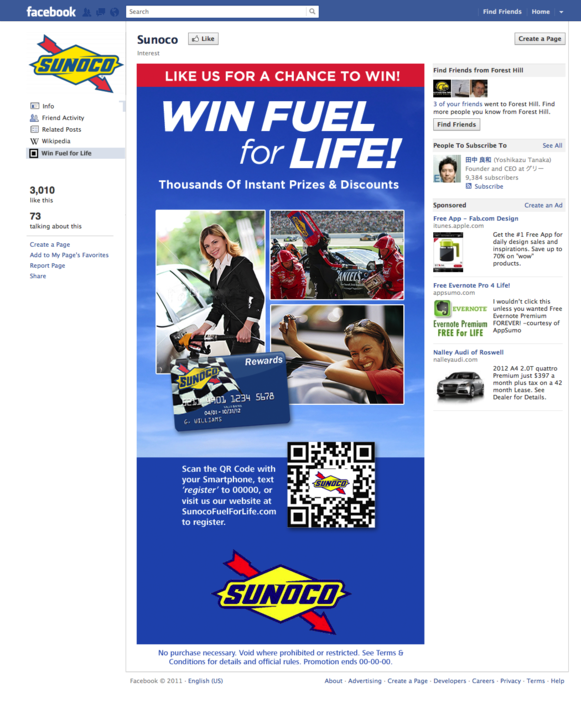 facebook
Search
Find Friends
Home
SUNOCO
Info
Friend Activity
Related Posts
Wikipedia
Win Fuel for Life
3,010
like this
73
talking about this
Create a Page
Add to My Page's Favorites
Report Page
Share
Sunoco
Like
Interest
Create a Page
LIKE US FOR A CHANCE TO WIN!
WIN FUEL
for LIFE!
Thousands Of Instant Prizes & Discounts
Rewards
SUNOCO
0401 1234 5678
04/01 - 10/31/12
G. WILLIAMS
Scan the QR Code with
your Smartphone, text
'register' to 00000, or
visit us our website at
SunocoFuelForLife.com
to register.
SUNOCO
SUNOCO
No purchase necessary. Void where prohibited or restricted. See Terms &
Conditions for details and official rules. Promotion ends 00-00-00.
Find Friends from Forest Hill
3 of your friends went to Forest Hill. Find
more people you know from Forest Hill.
Find Friends
People To Subscribe To
See All
田中 良和 (Yoshikazu Tanaka)
Founder and CEO at グリー
9,384 subscribers
Subscribe
Sponsored
Create an Ad
Free App - Fab.com Design
itunes.apple.com
Get the #1 Free App for
daily design sales and
inspirations. Save up to
70% on "wow"
products.
Free Evernote Pro 4 Life!
appsumo.com
EVERNOTE
Evernote Premium
FREE For LIFE
I wouldn't click this
unless you wanted Free
Evernote Premium
FOREVER! -courtesy of
AppSumo
Nalley Audi of Roswell
nalleyaudi.com
2012 A4 2.0T quattro
Premium just $397 a
month plus tax on a 42
month Lease. See
Dealer for Details.
Facebook © 2011 · English (US)
About · Advertising · Create a Page · Developers · Careers · Privacy · Terms · Help